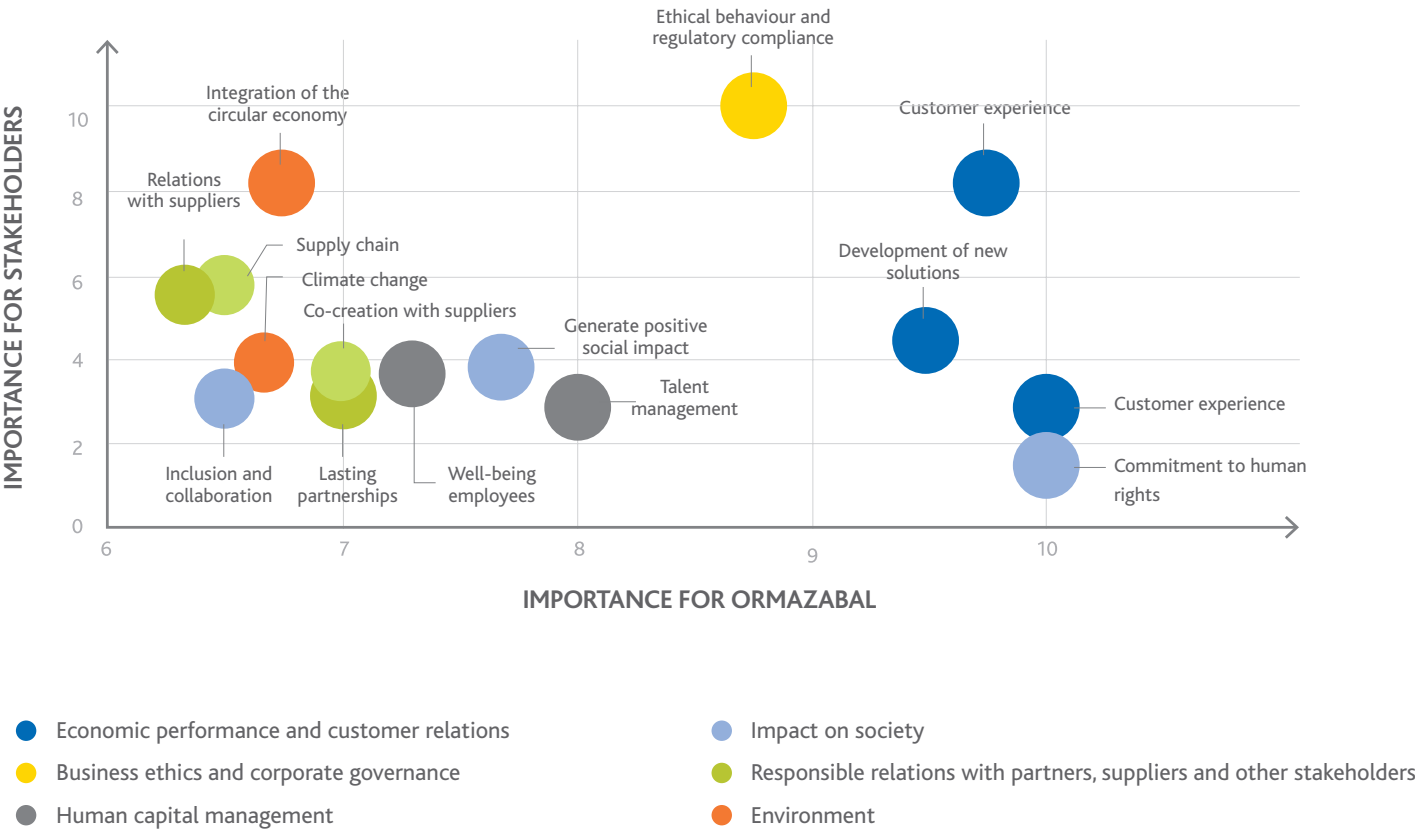 Ethical behaviour and
regulatory compliance
Integration of the
circular economy
Customer experience
10
Relations
with suppliers
8
Supply chain
Development of new
solutions
6
Climate change
Co-creation with suppliers
Generate positive
social impact
4
Talent
management
Customer experience
2
Inclusion and
collaboration
Lasting
partnerships
Well-being
employees
Commitment to human
rights
0
6
7
8
9
10
IMPORTANCE FOR STAKEHOLDERS
IMPORTANCE FOR ORMAZABAL
Economic performance and customer relations
Business ethics and corporate governance
Human capital management
Impact on society
Responsible relations with partners, suppliers and other stakeholders
Environment